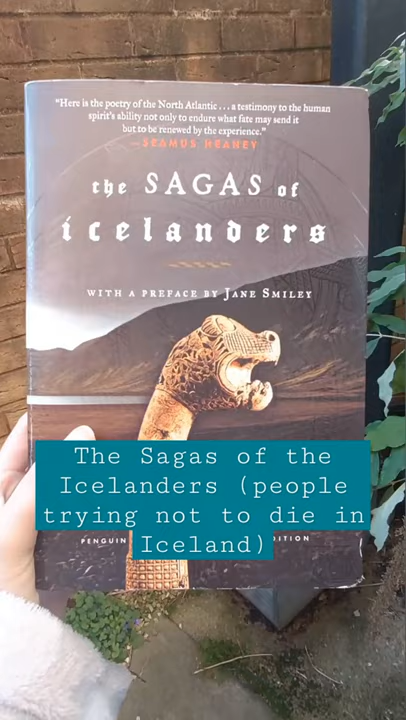 "Here is the poetry of the North Atlantic . . . a testimony to the human
spirit's ability not only to endure what fate may send it
but to be renewed by the experience."
—SEAMUS HEANEY
the SAGAS of
icelanders
WITH A PREFACE BY JANE SMILEY
The Sagas of the
Icelanders (people
trying not to die in
Iceland)
PENGUIN
DITION